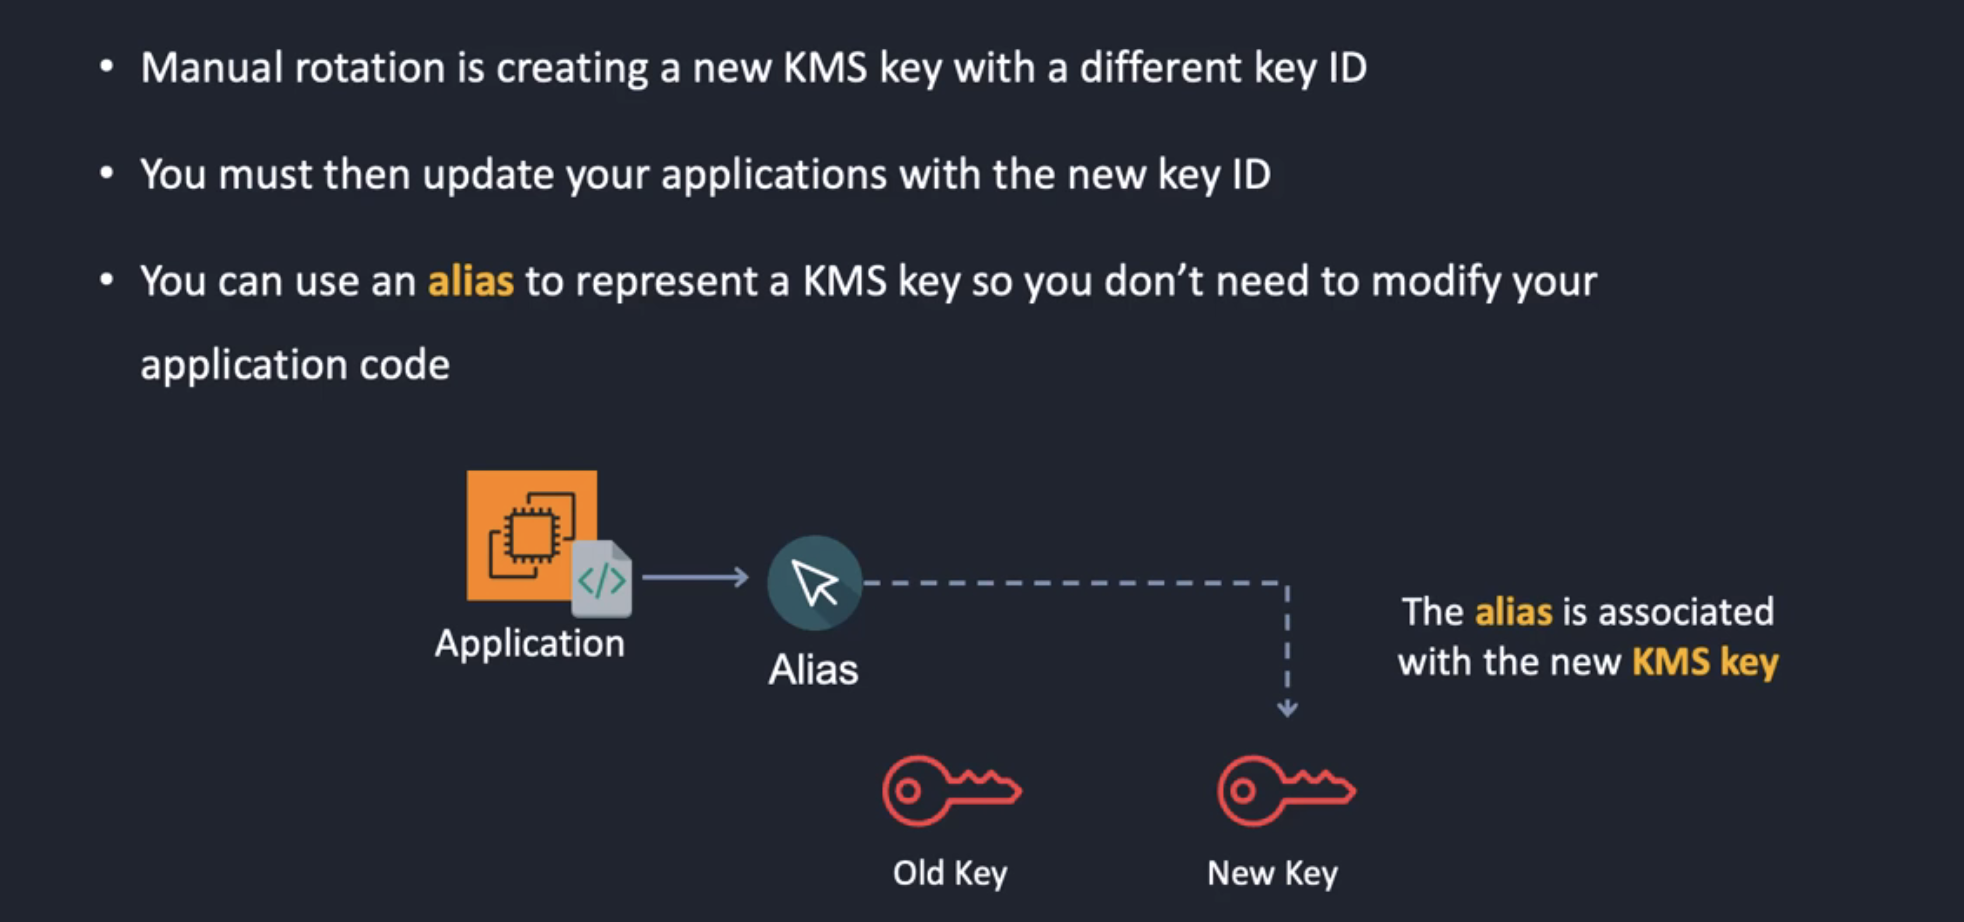 • Manual rotation is creating a new KMS key with a different key ID
• You must then update your applications with the new key ID
• You can use an alias to represent a KMS key so you don’t need to modify your
application code
</>
Application
Alias
The alias is associated
with the new KMS key
Old Key
New Key